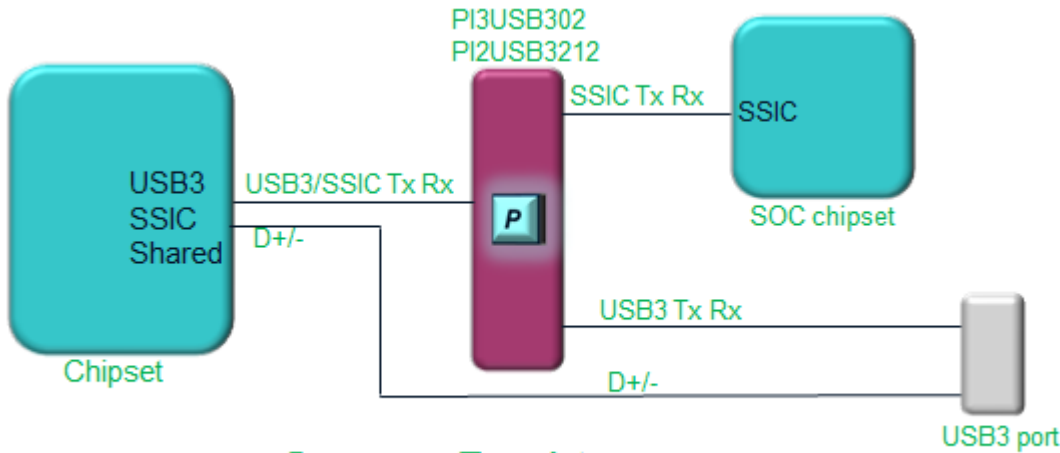 PI3USB302
PI2USB3212
SSIC Tx Rx
SSIC
USB3
SSIC
Shared
USB3/SSIC Tx Rx
D+/-
P
SOC chipset
USB3 Tx Rx
Chipset
D+/-
USB3 port